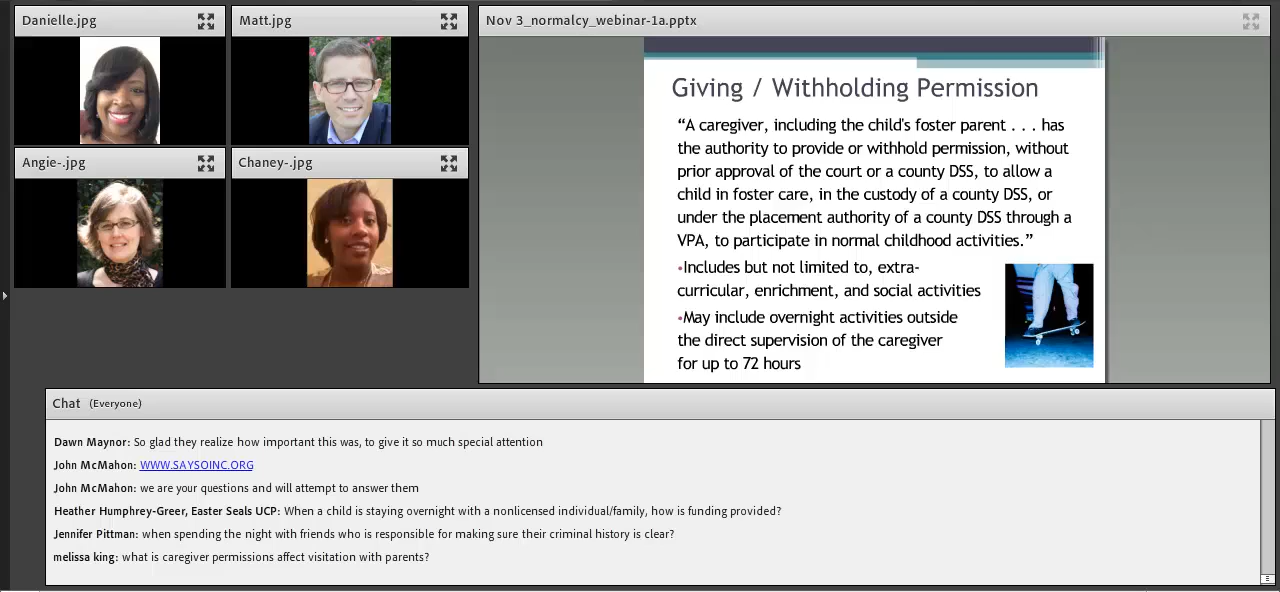 Danielle.jpg
Matt.jpg
Nov 3_normalcy_webinar-1a.pptx
Angie-.jpg
Chaney-.jpg
Giving / Withholding Permission
“A caregiver, including the child's foster parent . . . has
the authority to provide or withhold permission, without
prior approval of the court or a county DSS, to allow a
child in foster care, in the custody of a county DSS, or
under the placement authority of a county DSS through a
VPA, to participate in normal childhood activities.”
•Includes but not limited to, extra-
curricular, enrichment, and social activities
•May include overnight activities outside
the direct supervision of the caregiver
for up to 72 hours
Chat (Everyone)
Dawn Maynor: So glad they realize how important this was, to give it so much special attention
John McMahon: WWW.SAYSOINC.ORG
John McMahon: we are your questions and will attempt to answer them
Heather Humphrey-Greer, Easter Seals UCP: When a child is staying overnight with a nonlicensed individual/family, how is funding provided?
Jennifer Pittman: when spending the night with friends who is responsible for making sure their criminal history is clear?
melissa king: what is caregiver permissions affect visitation with parents?